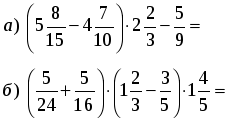 а) (5 8/15 − 4 7/10) · 2 2/3 − 5/9 =
б) (5/24 + 5/16) · (1 2/3 − 3/5) · 1 4/5 =